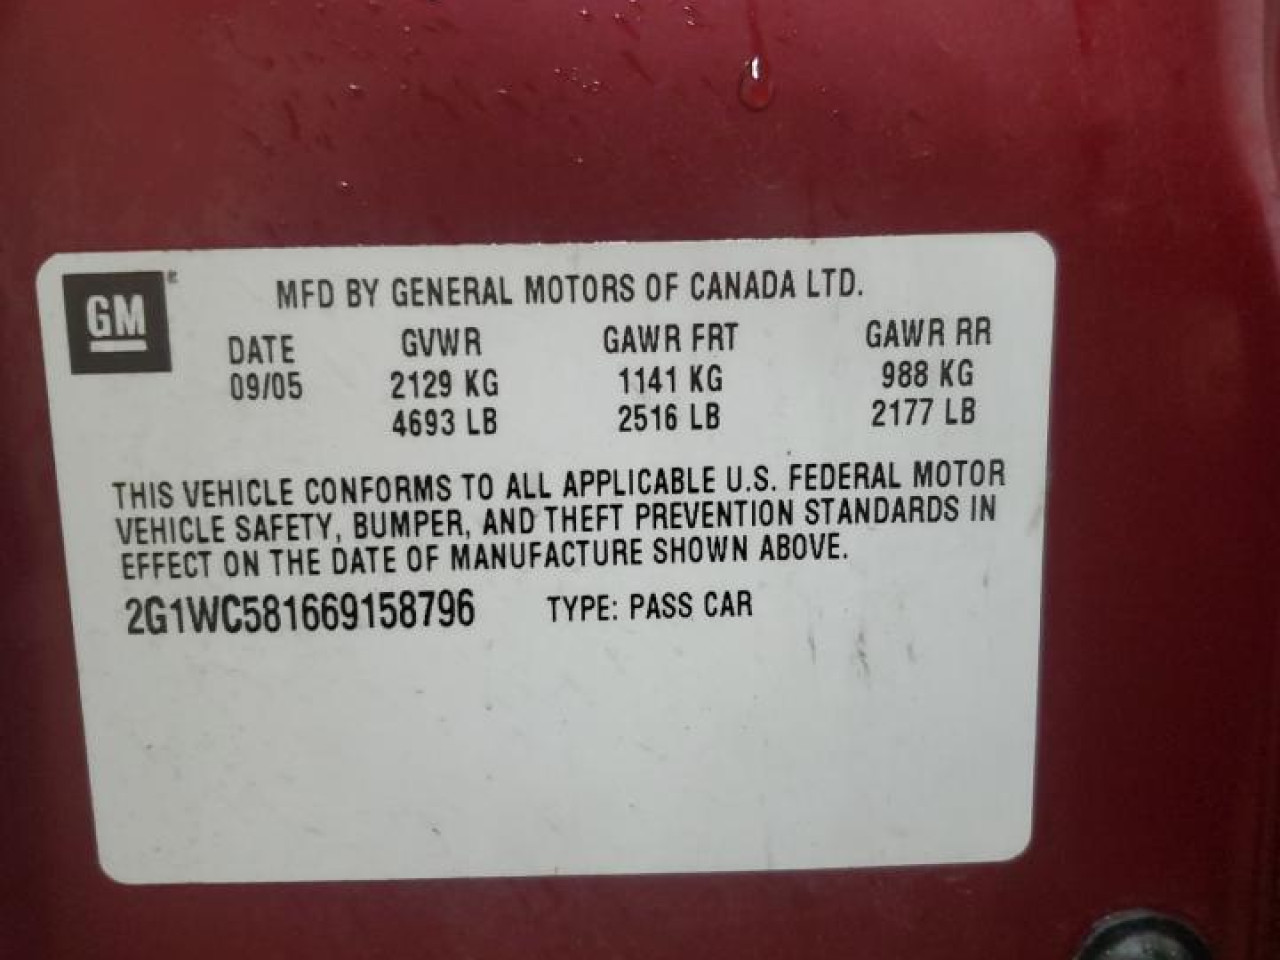 GM®
MFD BY GENERAL MOTORS OF CANADA LTD.
DATE GVWR GAWR FRT GAWR RR
09/05 2129 KG 1141 KG 988 KG
4693 LB 2516 LB 2177 LB
THIS VEHICLE CONFORMS TO ALL APPLICABLE U.S. FEDERAL MOTOR
VEHICLE SAFETY, BUMPER, AND THEFT PREVENTION STANDARDS IN
EFFECT ON THE DATE OF MANUFACTURE SHOWN ABOVE.
2G1WC581669158796 TYPE: PASS CAR